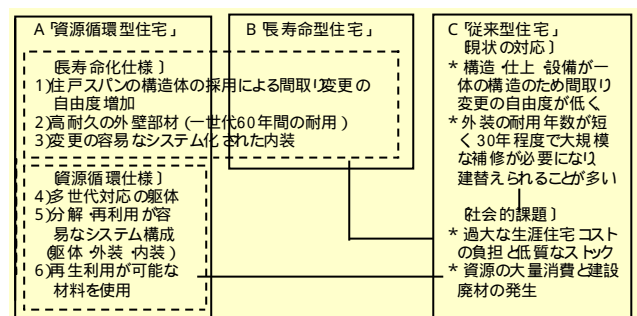 A「資源循環型住宅」
〔長寿命化仕様〕
1)住戸スパンの構造体の採用による間取り変更の
自由度増加
2)高耐久の外壁部材(一世代60年間の耐用)
3)変更の容易なシステム化された内装
〔資源循環仕様〕
4)多世代対応の躯体
5)分解・再利用が容
易なシステム構成
(躯体・外装・内装)
6)再生利用が可能な
材料を使用
B「長寿命型住宅」
C「従来型住宅」
〔現状の対応〕
*構造・仕上・設備が一
体の構造のため間取り
変更の自由度が低く
*外装の耐用年数が短
く30年程度で大規模
な補修が必要になり、
建替えられることが多い
〔社会的課題〕
*過大な生涯住宅コスト
の負担と低質なストック
*資源の大量消費と建設
廃材の発生